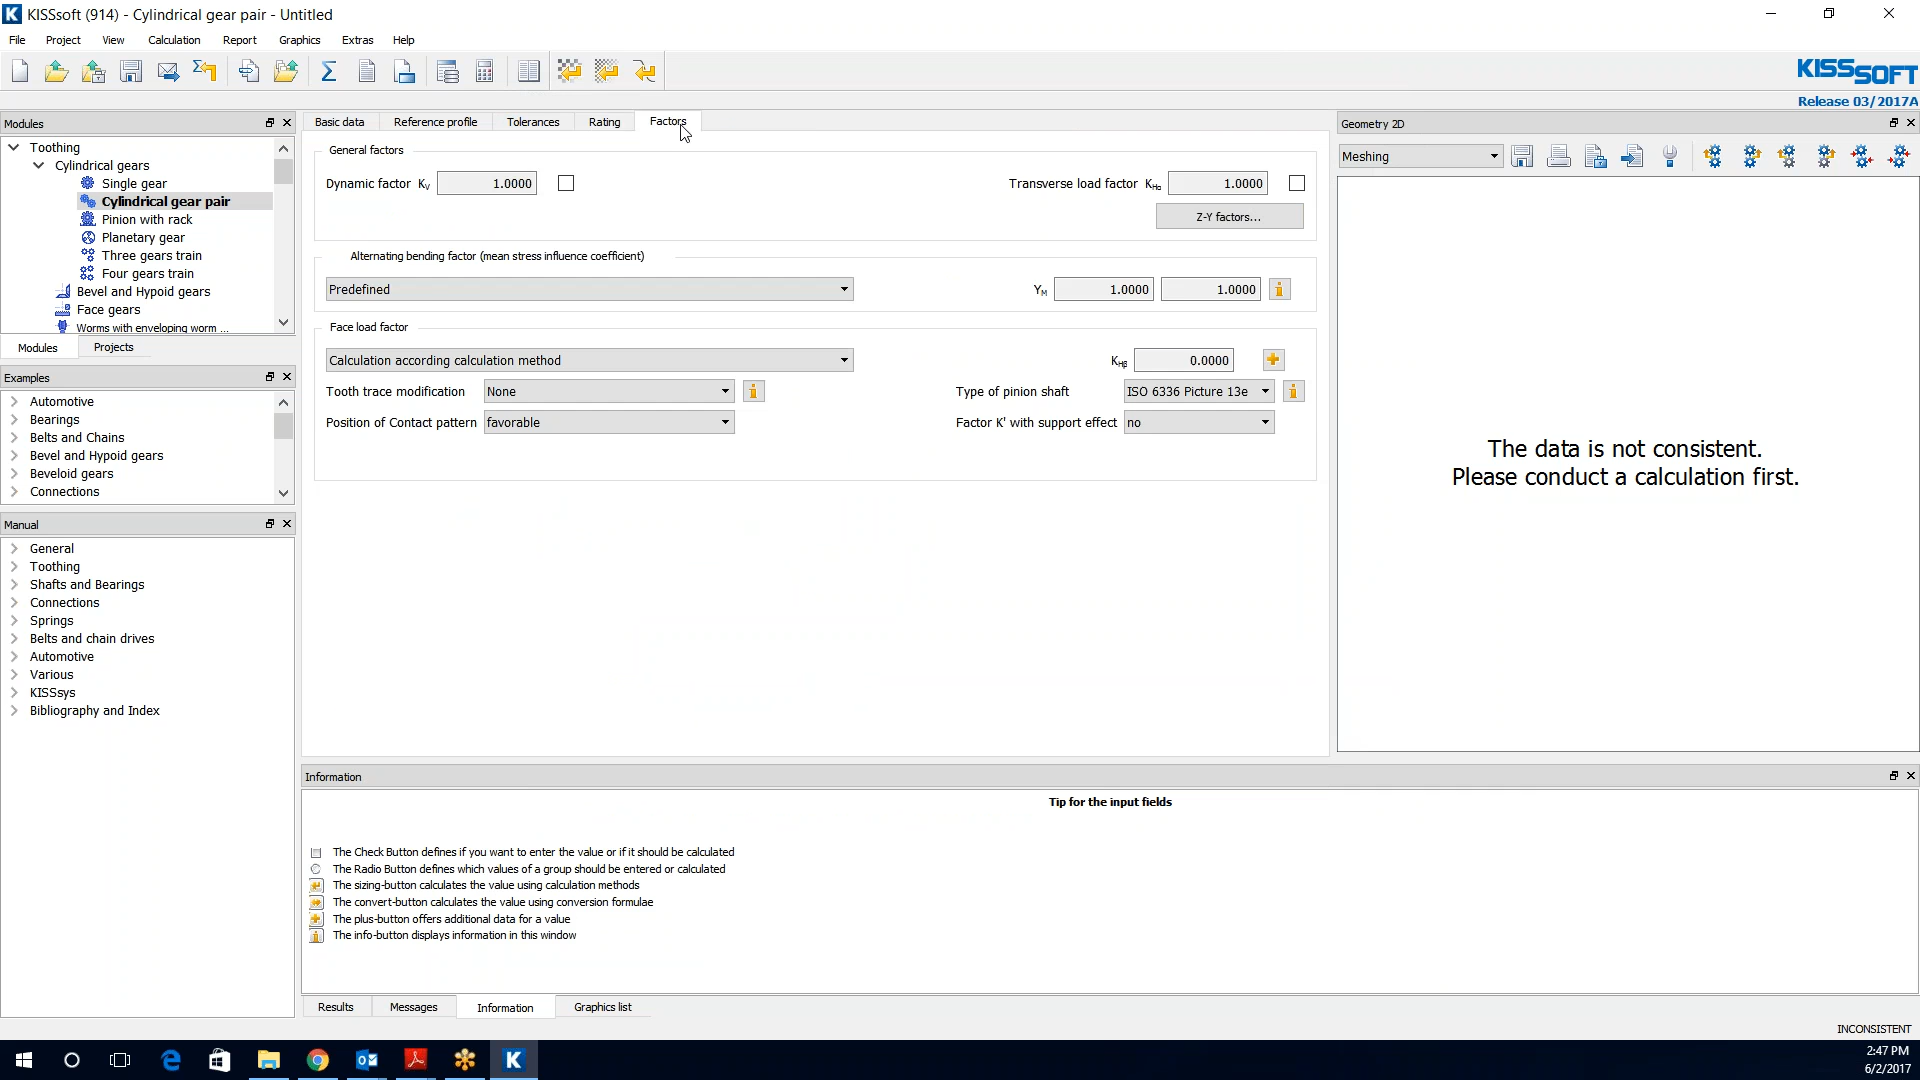 KISSsoft (914) - Cylindrical gear pair - Untitled
File Project View Calculation Report Graphics Extras Help
KISSSOFT
Release 03/2017A
Modules
Toothing
Cylindrical gears
Single gear
Cylindrical gear pair
Pinion with rack
Planetary gear
Three gears train
Four gears train
Bevel and Hypoid gears
Face gears
Worms with enveloping worm ...
Modules Projects
Examples
Automotive
Bearings
Belts and Chains
Bevel and Hypoid gears
Beveloid gears
Connections
Manual
General
Toothing
Shafts and Bearings
Connections
Springs
Belts and chain drives
Automotive
Various
KISSsys
Bibliography and Index
Basic data Reference profile Tolerances Rating Factors
General factors
Dynamic factor KV 1.0000 Transverse load factor KHα 1.0000
Z-Y factors...
Alternating bending factor (mean stress influence coefficient)
Predefined YM 1.0000 1.0000
Face load factor
Calculation according calculation method KHβ 0.0000
Tooth trace modification None Type of pinion shaft ISO 6336 Picture 13e
Position of Contact pattern favorable Factor K' with support effect no
Geometry 2D
Meshing
The data is not consistent.
Please conduct a calculation first.
Information
Tip for the input fields
The Check Button defines if you want to enter the value or if it should be calculated
The Radio Button defines which values of a group should be entered or calculated
The sizing-button calculates the value using calculation methods
The convert-button calculates the value using conversion formulae
The plus-button offers additional data for a value
The info-button displays information in this window
Results Messages Information Graphics list
INCONSISTENT
2:47 PM
6/2/2017